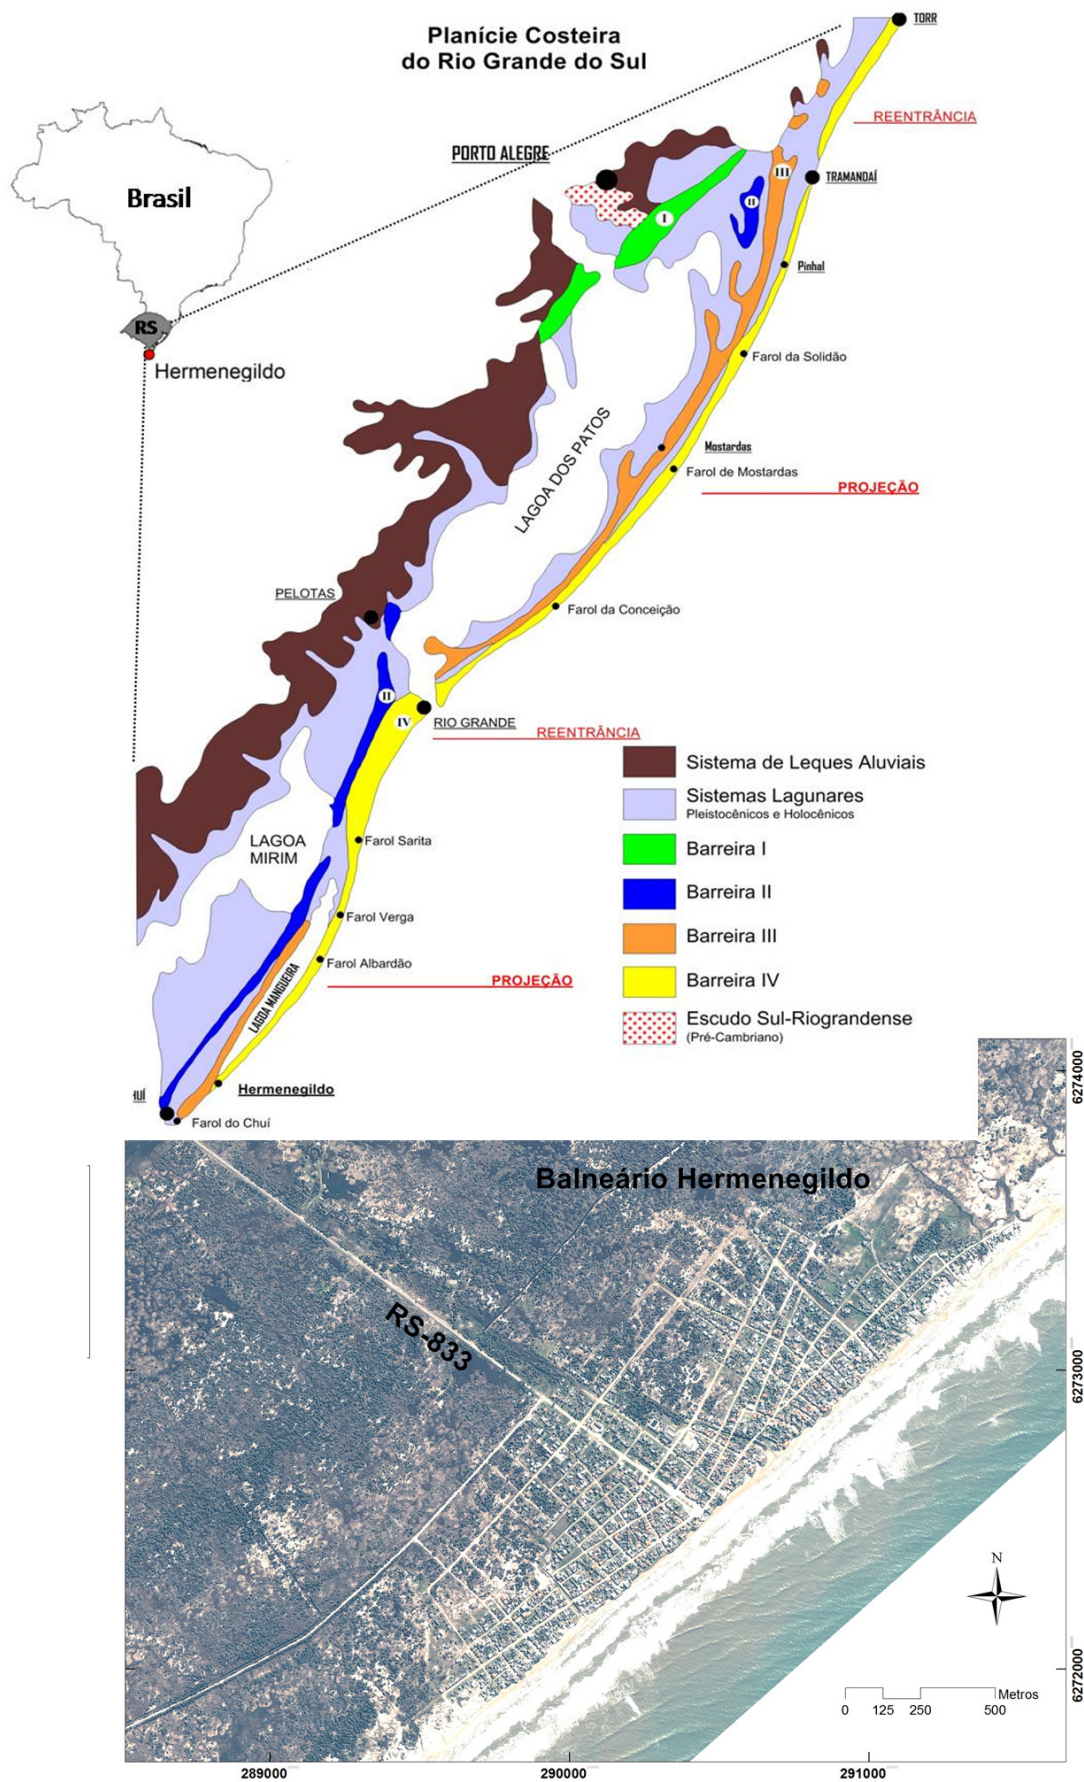 Planície Costeira
do Rio Grande do Sul
TORR
REENTRÂNCIA
PORTO ALEGRE
Brasil
III
TRAMANDAÍ
II
I
Pinhal
RS
Farol da Solidão
Hermenegildo
LAGOA DOS PATOS
Mostardas
Farol de Mostardas
PROJEÇÃO
PELOTAS
Farol da Conceição
II
IV
RIO GRANDE
REENTRÂNCIA
Sistema de Leques Aluviais
Sistemas Lagunares
Pleistocênicos e Holocênicos
LAGOA
MIRIM
Farol Sarita
Barreira I
Barreira II
Farol Verga
Barreira III
Farol Albardão
LAGOA MANGUEIRA
PROJEÇÃO
Barreira IV
Escudo Sul-Riograndense
(Pré-Cambriano)
Hermenegildo
HUÍ
Farol do Chuí
6274000
Balneário Hermenegildo
RS-833
6273000
N
6272000
Metros
0 125 250 500
289000 290000 291000